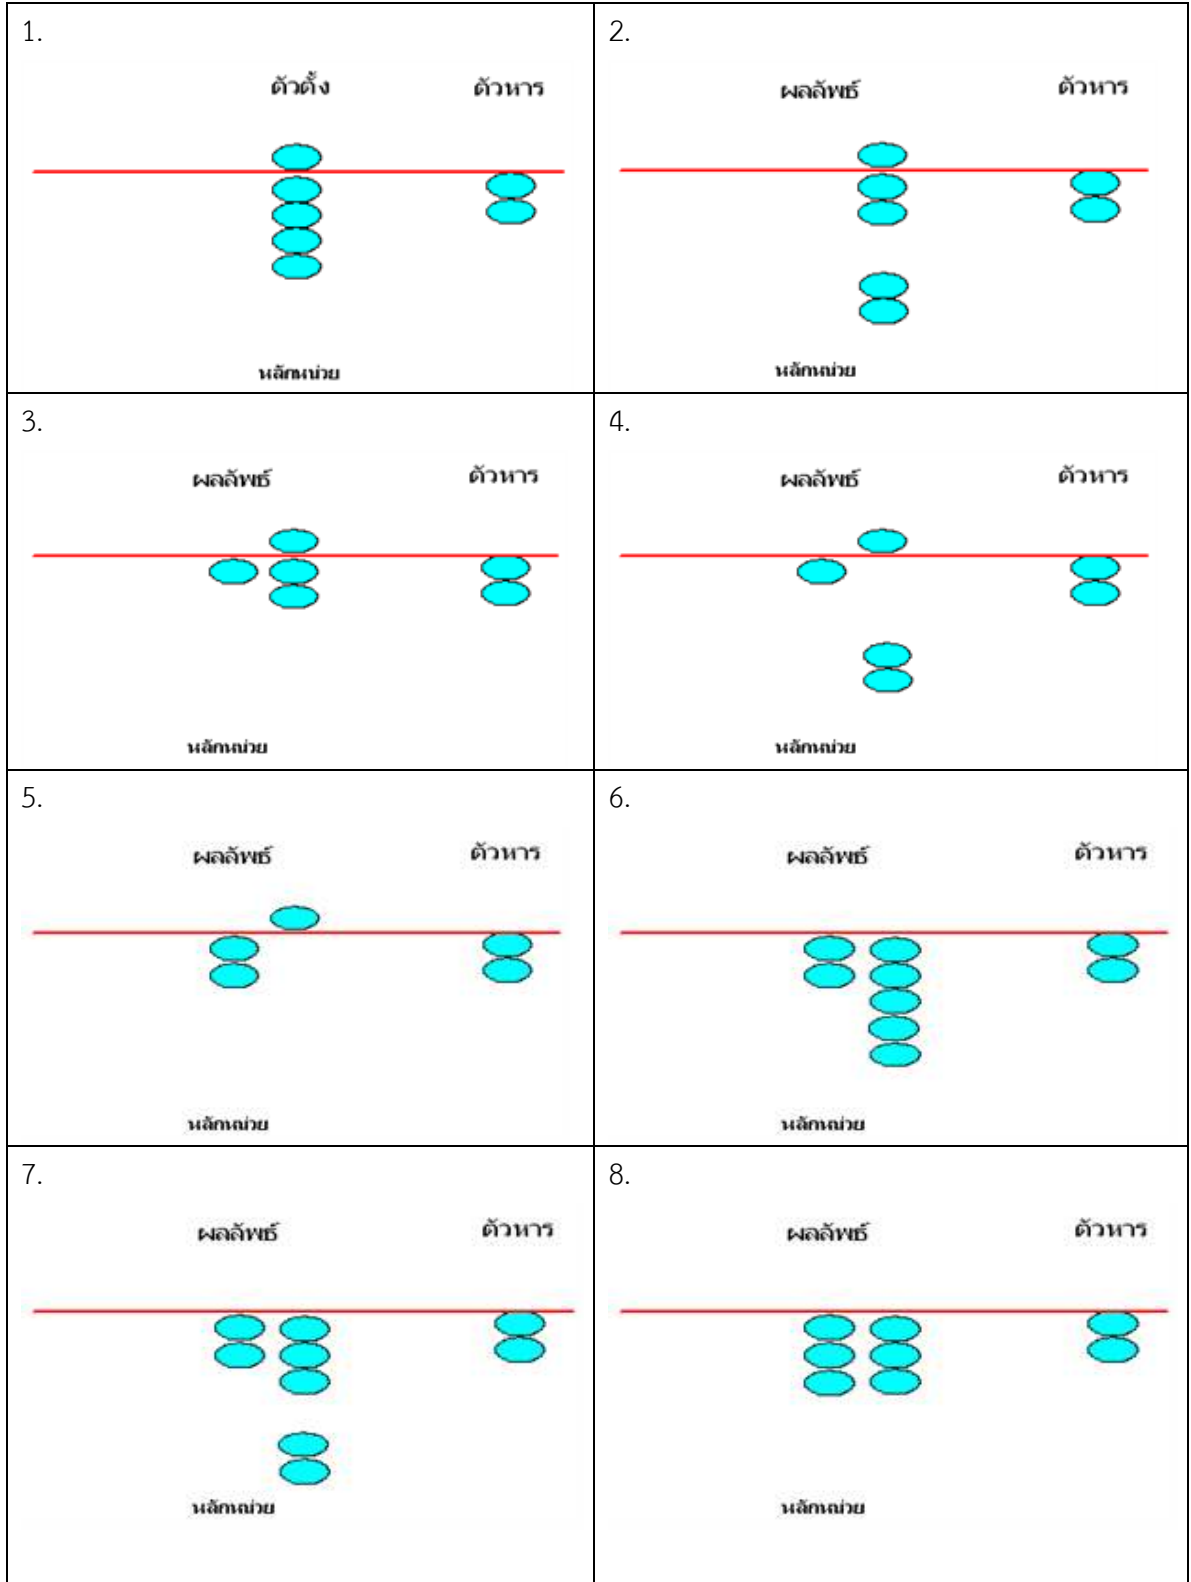 1.
ตัวตั้ง ตัวหาร
หลักหน่วย
2.
ผลลัพธ์ ตัวหาร
หลักหน่วย
3.
ผลลัพธ์ ตัวหาร
หลักหน่วย
4.
ผลลัพธ์ ตัวหาร
หลักหน่วย
5.
ผลลัพธ์ ตัวหาร
หลักหน่วย
6.
ผลลัพธ์ ตัวหาร
หลักหน่วย
7.
ผลลัพธ์ ตัวหาร
หลักหน่วย
8.
ผลลัพธ์ ตัวหาร
หลักหน่วย